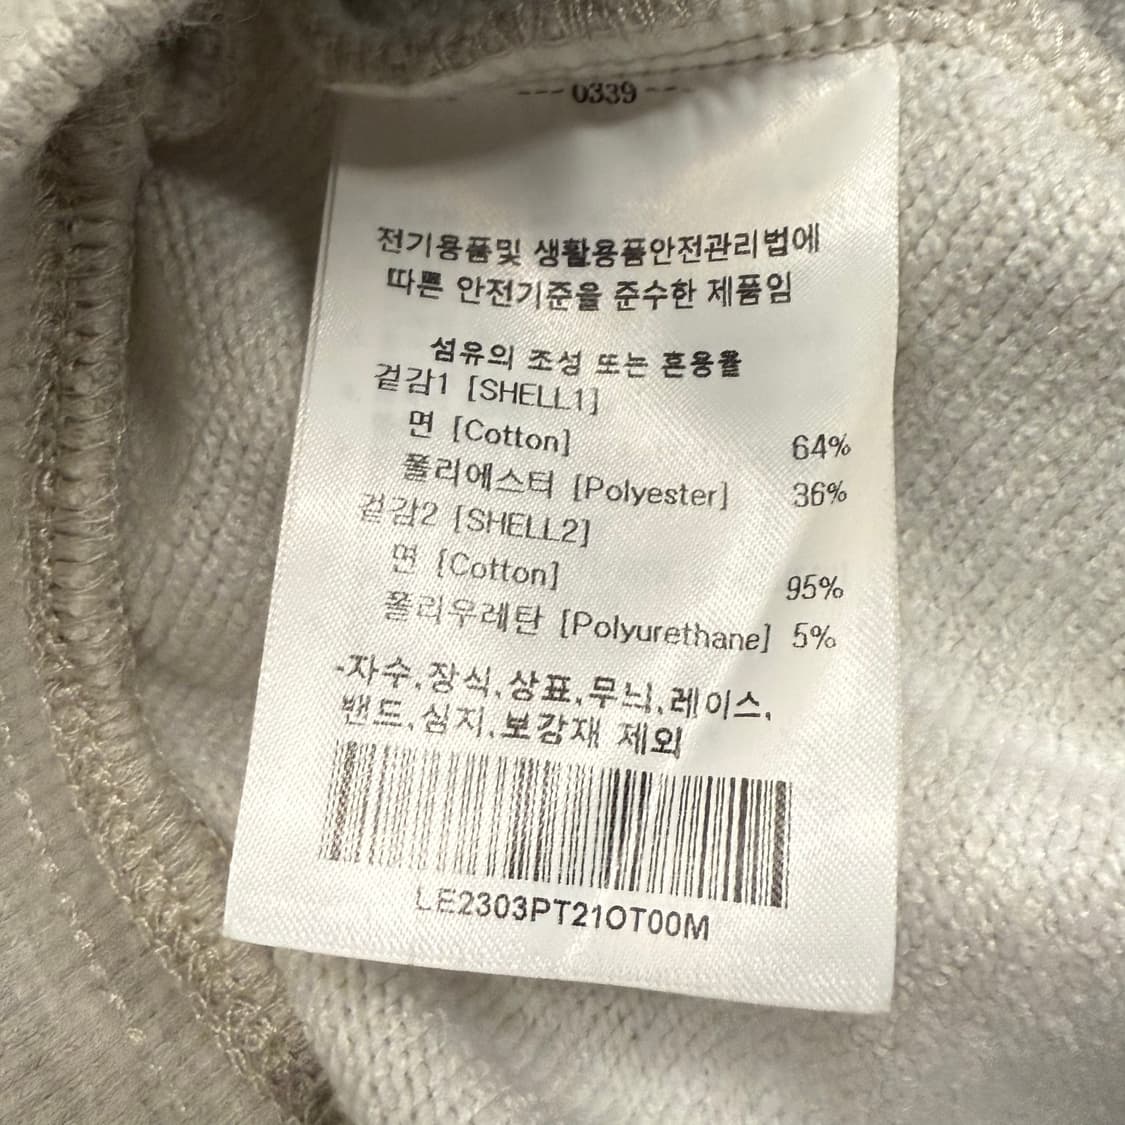 --- 0339 ---
전기용품및 생활용품안전관리법에
따른 안전기준을 준수한 제품임
섬유의 조성 또는 혼용율
겉감1 [SHELL1]
면 [Cotton] 64%
폴리에스터 [Polyester] 36%
겉감2 [SHELL2]
면 [Cotton] 95%
폴리우레탄 [Polyurethane] 5%
-자수,장식,상표,무늬,레이스,
밴드,심지,보강재 제외
LE2303PT21OT00M